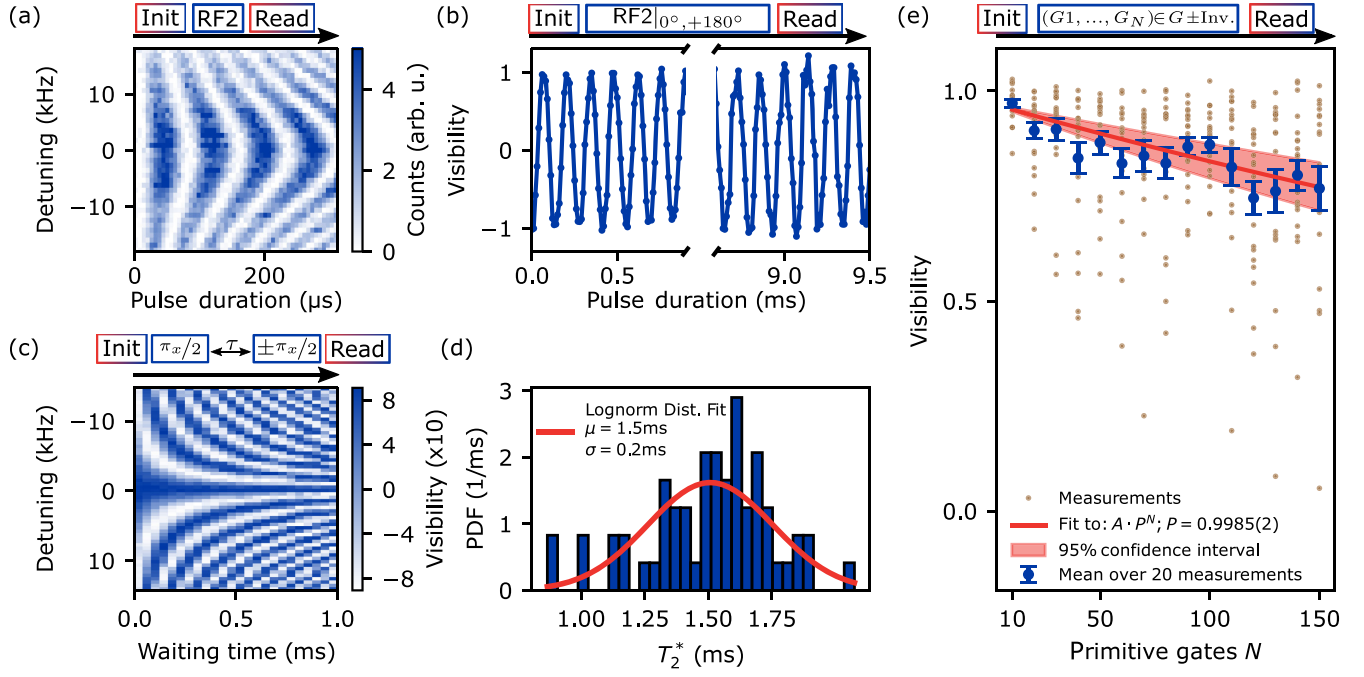 (a)
Init RF2 Read
Detuning (kHz)
10
0
−10
0 200
Pulse duration (µs)
4
2
0
Counts (arb. u.)
(b)
Init RF2|0°,+180° Read
Visibility
1
0
−1
0.0 0.5 9.0 9.5
Pulse duration (ms)
(c)
Init πx/2 τ ±πx/2 Read
Detuning (kHz)
−10
0
10
0.0 0.5 1.0
Waiting time (ms)
8
4
0
−4
−8
Visibility (x10)
(d)
PDF (1/ms)
3
2
1
0
Lognorm Dist. Fit
μ = 1.5ms
σ = 0.2ms
1.00 1.25 1.50 1.75
T₂* (ms)
(e)
Init (G1, ..., GN)∈G ±Inv. Read
Visibility
1.0
0.5
0.0
Measurements
Fit to: A · P^N; P = 0.9985(2)
95% confidence interval
Mean over 20 measurements
10 50 100 150
Primitive gates N